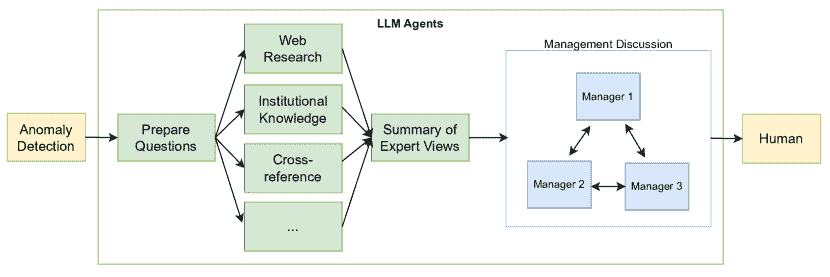 LLM Agents
Anomaly
Detection
Prepare
Questions
Web
Research
Institutional
Knowledge
Cross-
reference
...
Summary of
Expert Views
Management Discussion
Manager 1
Manager 2
Manager 3
Human